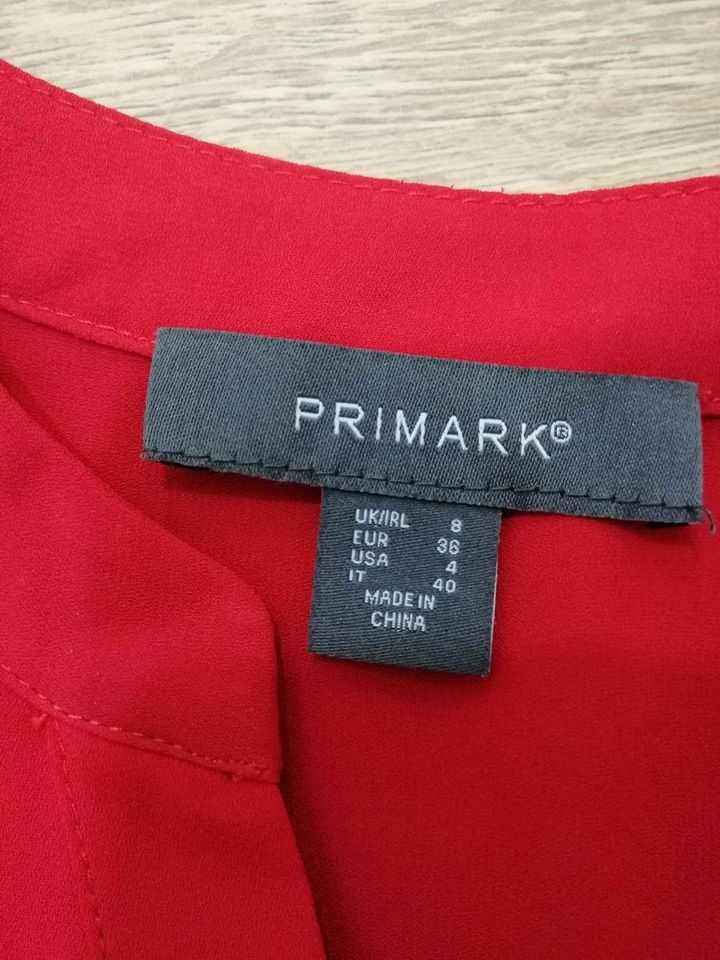 PRIMARK®
UK/IRL 8
EUR 36
USA 4
IT 40
MADE IN
CHINA